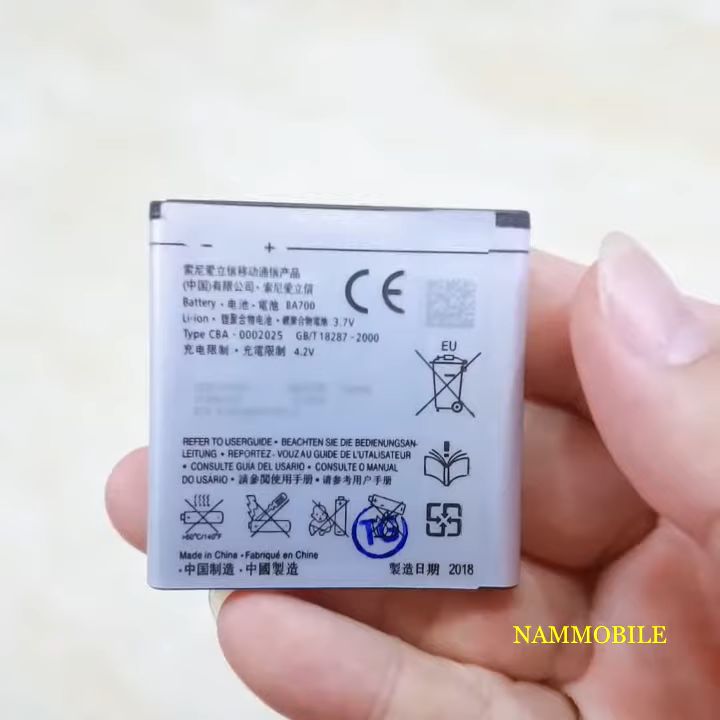 - +
索尼爱立信移动通信产品
(中国)有限公司·索尼爱立信
CE
Battery·电池·電池 BA700
Li-ion·锂聚合物电池·鋰聚合物電池 3.7V
Type CBA-0002025 GB/T 18287-2000
充电限制·充電限制 4.2V
EU
REFER TO USERGUIDE • BEACHTEN SIE DIE BEDIENUNGSAN-
LEITUNG • REPORTEZ-VOUZ AU GUIDE DE L'UTILISATEUR
• CONSULTE GUÍA DEL USARIO • CONSULTE O MANUAL
DO USARIO • 請參閱使用手册·请参考用户手册
>60°C/140°F
Made in China • Fabriqué en Chine
·中国制造·中國製造 製造日期 2018
NAMMOBILE